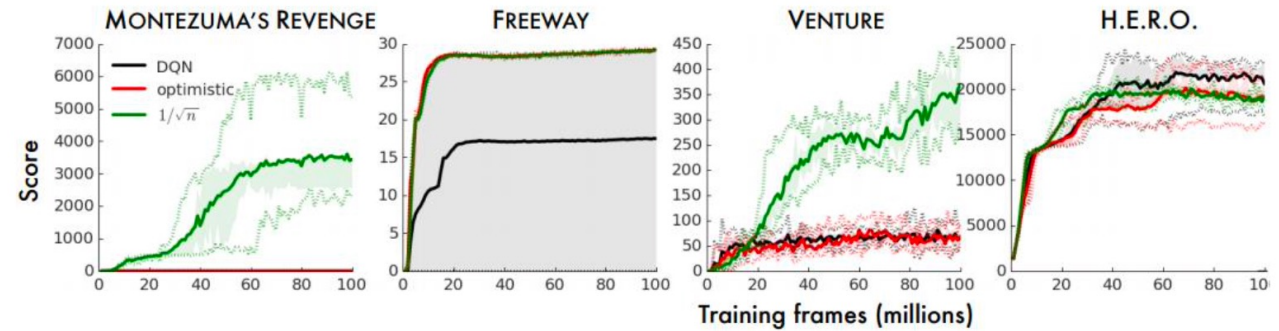 MONTEZUMA'S REVENGE
7000
6000
5000
4000
3000
2000
1000
0
DQN
optimistic
1/√n
0 20 40 60 80 100
Score
FREEWAY
30
25
20
15
10
5
0
0 20 40 60 80 100
VENTURE
450
400
350
300
250
200
150
100
50
0
0 20 40 60 80 100
H.E.R.O.
25000
20000
15000
10000
0
0 20 40 60 80 10
Training frames (millions)